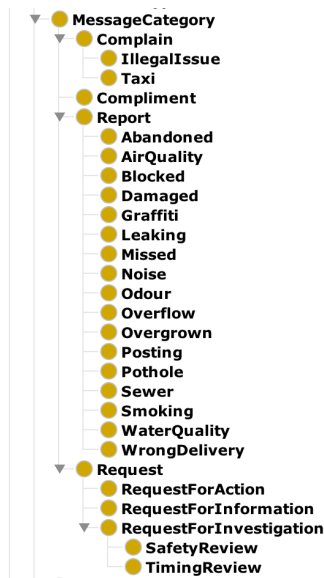 MessageCategory
Complain
IllegalIssue
Taxi
Compliment
Report
Abandoned
AirQuality
Blocked
Damaged
Graffiti
Leaking
Missed
Noise
Odour
Overflow
Overgrown
Posting
Pothole
Sewer
Smoking
WaterQuality
WrongDelivery
Request
RequestForAction
RequestForInformation
RequestForInvestigation
SafetyReview
TimingReview